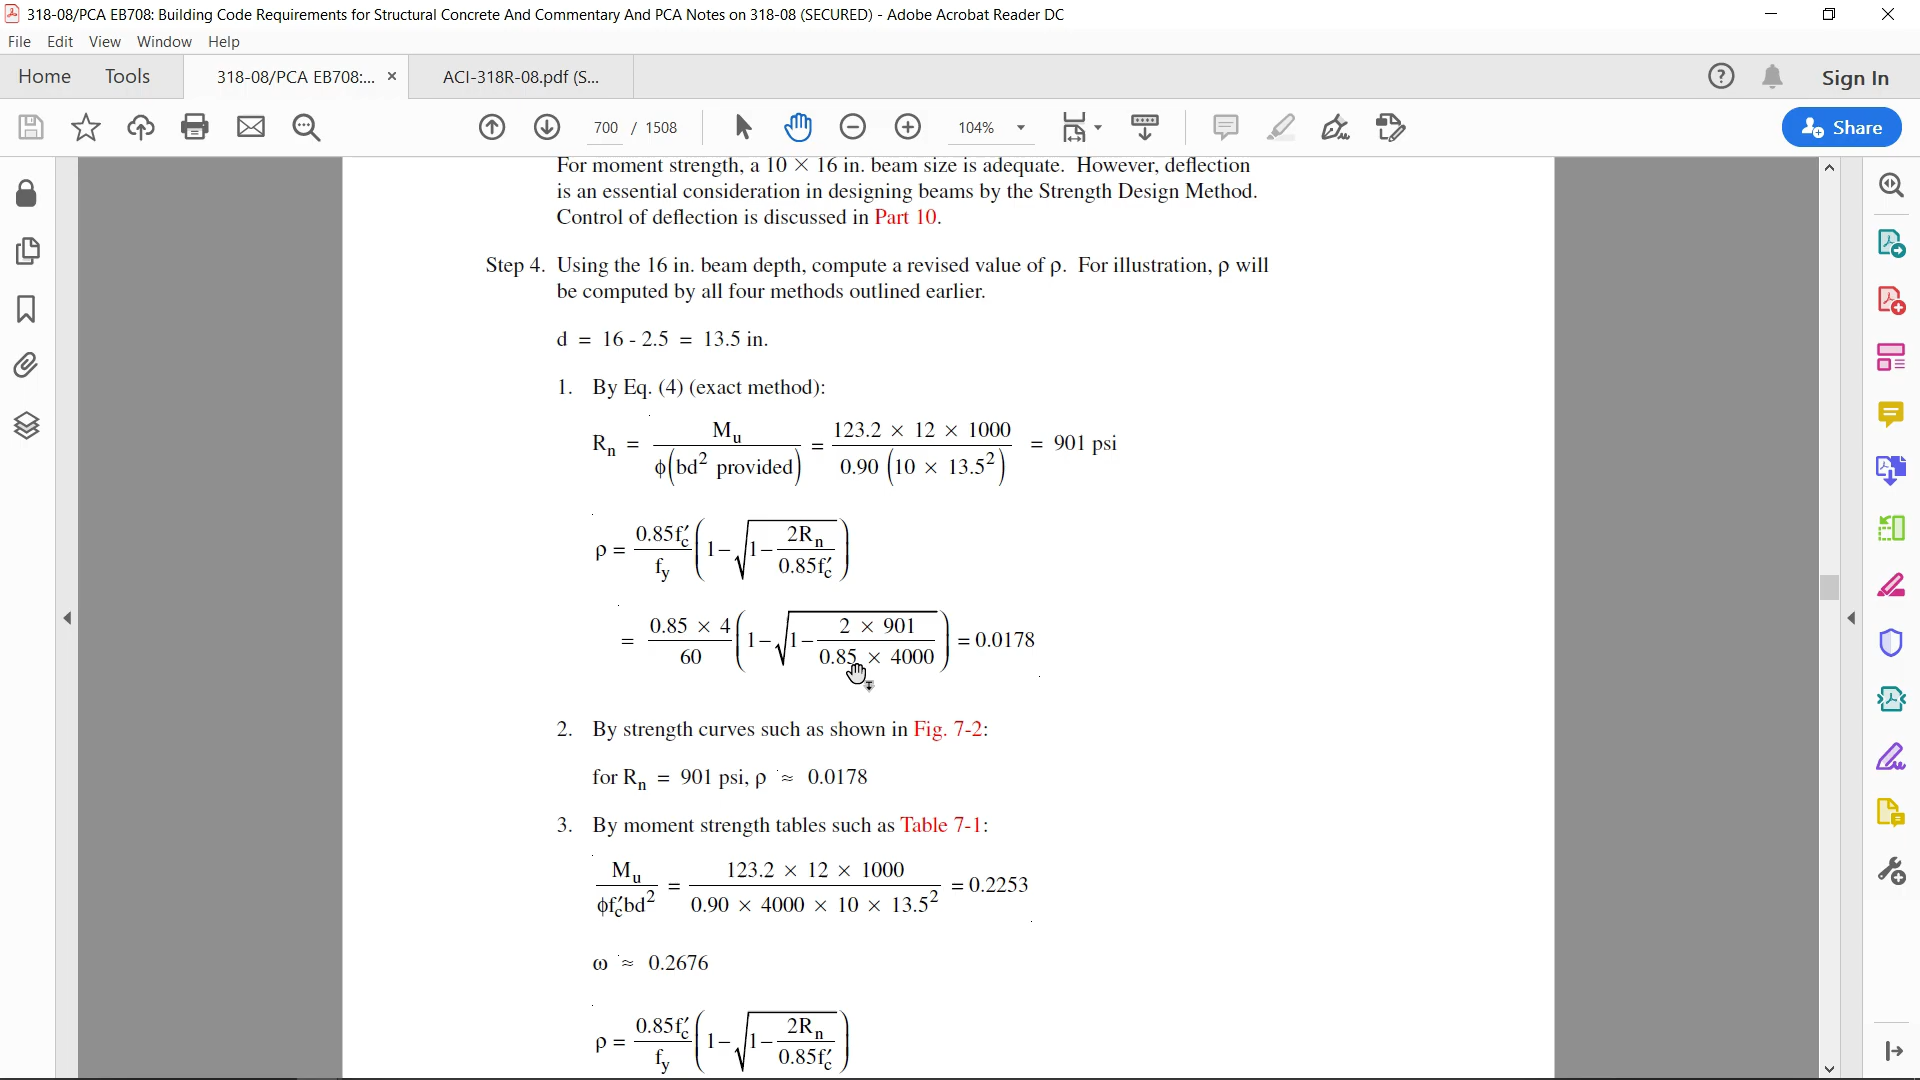 318-08/PCA EB708: Building Code Requirements for Structural Concrete And Commentary And PCA Notes on 318-08 (SECURED) - Adobe Acrobat Reader DC
File Edit View Window Help
Home Tools 318-08/PCA EB708:... × ACI-318R-08.pdf (S... Sign In
700 / 1508 104% Share
For moment strength, a 10 × 16 in. beam size is adequate. However, deflection
is an essential consideration in designing beams by the Strength Design Method.
Control of deflection is discussed in Part 10.
Step 4. Using the 16 in. beam depth, compute a revised value of ρ. For illustration, ρ will
be computed by all four methods outlined earlier.
d = 16 - 2.5 = 13.5 in.
1. By Eq. (4) (exact method):
Rn = Mu / ϕ(bd² provided) = 123.2 × 12 × 1000 / 0.90 (10 × 13.5²) = 901 psi
ρ = 0.85f′c / fy (1 − √(1 − 2Rn / 0.85f′c))
= 0.85 × 4 / 60 (1 − √(1 − 2 × 901 / 0.85 × 4000)) = 0.0178
2. By strength curves such as shown in Fig. 7-2:
for Rn = 901 psi, ρ ≈ 0.0178
3. By moment strength tables such as Table 7-1:
Mu / ϕf′cbd² = 123.2 × 12 × 1000 / 0.90 × 4000 × 10 × 13.5² = 0.2253
ω ≈ 0.2676
ρ = 0.85f′c / fy (1 − √(1 − 2Rn / 0.85f′c))